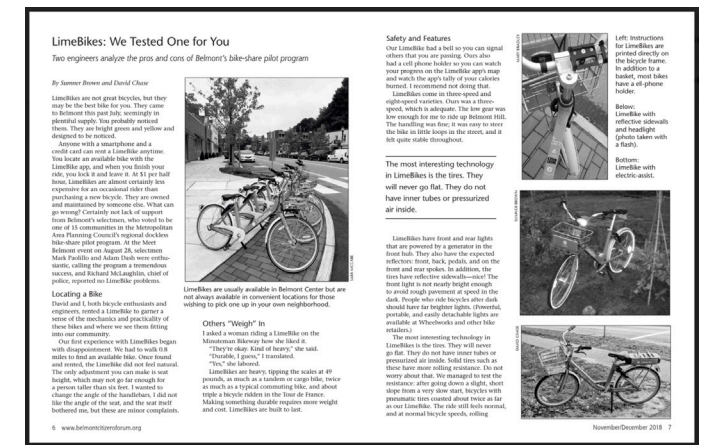 LimeBikes: We Tested One for You
Two engineers analyze the pros and cons of Belmont's bike-share pilot program
By Sumner Brown and David Chase
LimeBikes are not great bicycles, but they
may be the best bike for you. They came
to Belmont this past July, seemingly in
plentiful supply. You probably noticed
them. They are bright green and yellow and
designed to be noticed.
Anyone with a smartphone and a
credit card can rent a LimeBike anytime.
You locate an available bike with the
LimeBike app, and when you finish your
ride, you lock it and leave it. At $1 per half
hour, LimeBikes are almost certainly less
expensive for an occasional rider than
purchasing a new bicycle. They are owned
and maintained by someone else. What can
go wrong? Certainly not lack of support
from Belmont's selectmen, who voted to be
one of 15 communities in the Metropolitan
Area Planning Council's regional dockless
bike-share pilot program. At the Meet
Belmont event on August 28, selectmen
Mark Paolillo and Adam Dash were enthu-
siastic, calling the program a tremendous
success, and Richard McLaughlin, chief of
police, reported no LimeBike problems.
Locating a Bike
David and I, both bicycle enthusiasts and
engineers, rented a LimeBike to garner a
sense of the mechanics and practicality of
these bikes and where we see them fitting
into our community.
Our first experience with LimeBikes began
with disappointment. We had to walk 0.8
miles to find an available bike. Once found
and rented, the LimeBike did not feel natural.
The only adjustment you can make is seat
height, which may not go far enough for
a person taller than six feet. I wanted to
change the angle of the handlebars, I did not
like the angle of the seat, and the seat itself
bothered me, but these are minor complaints.
LimeBikes are usually available in Belmont Center but are
not always available in convenient locations for those
wishing to pick one up in your own neighborhood.
Others "Weigh" In
I asked a woman riding a LimeBike on the
Minuteman Bikeway how she liked it.
"They're okay. Kind of heavy," she said.
"Durable, I guess," I translated.
"Yes," she labored.
LimeBikes are heavy, tipping the scales at 49
pounds, as much as a tandem or cargo bike, twice
as much as a typical commuting bike, and about
triple a bicycle ridden in the Tour de France.
Making something durable requires more weight
and cost. LimeBikes are built to last.
6 www.belmontcitizensforum.org
Safety and Features
Our LimeBike had a bell so you can signal
others that you are passing. Ours also
had a cell phone holder so you can watch
your progress on the LimeBike app's map
and watch the app's tally of your calories
burned. I recommend not doing that.
LimeBikes come in three-speed and
eight-speed varieties. Ours was a three-
speed, which is adequate. The low gear was
low enough for me to ride up Belmont Hill.
The handling was fine; it was easy to steer
the bike in little loops in the street, and it
felt quite stable throughout.
The most interesting technology
in LimeBikes is the tires. They
will never go flat. They do not
have inner tubes or pressurized
air inside.
LimeBikes have front and rear lights
that are powered by a generator in the
front hub. They also have the expected
reflectors: front, back, pedals, and on the
front and rear spokes. In addition, the
tires have reflective sidewalls—nice! The
front light is not nearly bright enough
to avoid rough pavement at speed in the
dark. People who ride bicycles after dark
should have far brighter lights. (Powerful,
portable, and easily detachable lights are
available at Wheelworks and other bike
retailers.)
The most interesting technology in
LimeBikes is the tires. They will never
go flat. They do not have inner tubes or
pressurized air inside. Solid tires such as
these have more rolling resistance. Do not
worry about that. We managed to test the
resistance: after going down a slight, short
slope from a very slow start, bicycles with
pneumatic tires coasted about twice as far
as our LimeBike. The ride still feels normal,
and at normal bicycle speeds, rolling
Left: Instructions
for LimeBikes are
printed directly on
the bicycle frame.
In addition to a
basket, most bikes
have a ell-phone
holder.
Below:
LimeBike with
reflective sidewalls
and headlight
(photo taken with
a flash).
Bottom:
LimeBike with
electric-assist.
November/December 2018 7